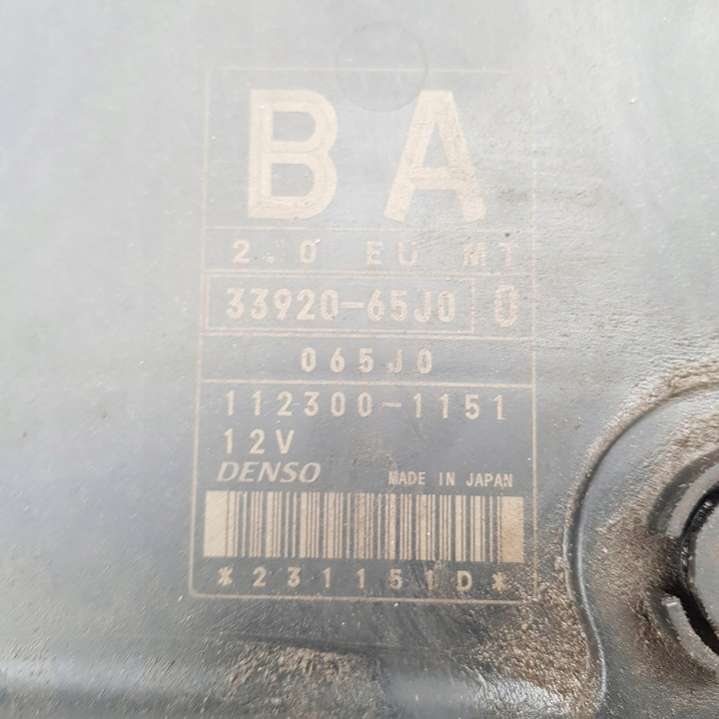 BA
2.0 EU MT
33920-65J0 0
065J0
112300-1151
12V
DENSO MADE IN JAPAN
*231151D*